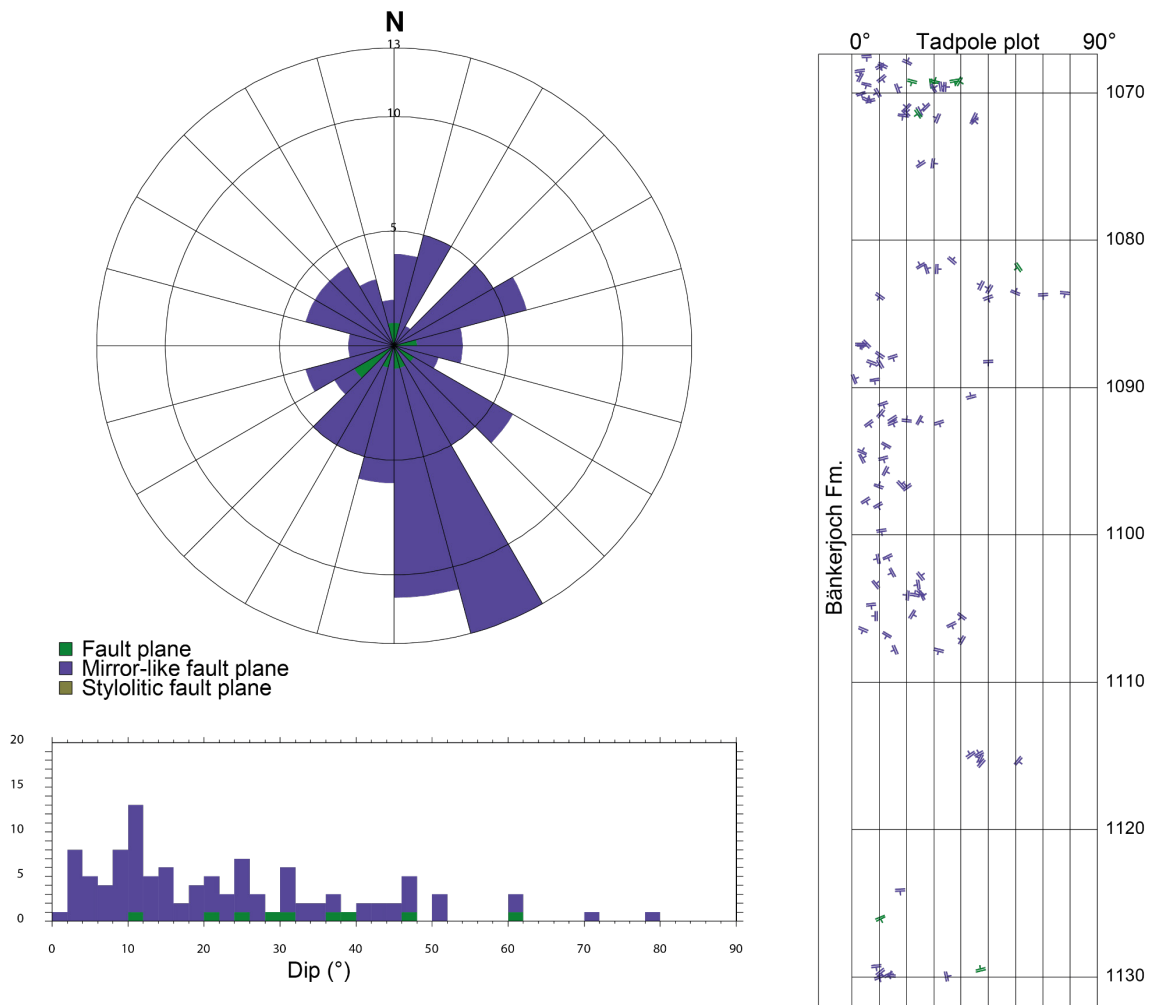 N
13
10
5
Fault plane
Mirror-like fault plane
Stylolitic fault plane
20
15
10
5
0
0 10 20 30 40 50 60 70 80 90
Dip (°)
0° Tadpole plot 90°
1070
1080
1090
1100
1110
1120
1130
Bänkerjoch Fm.